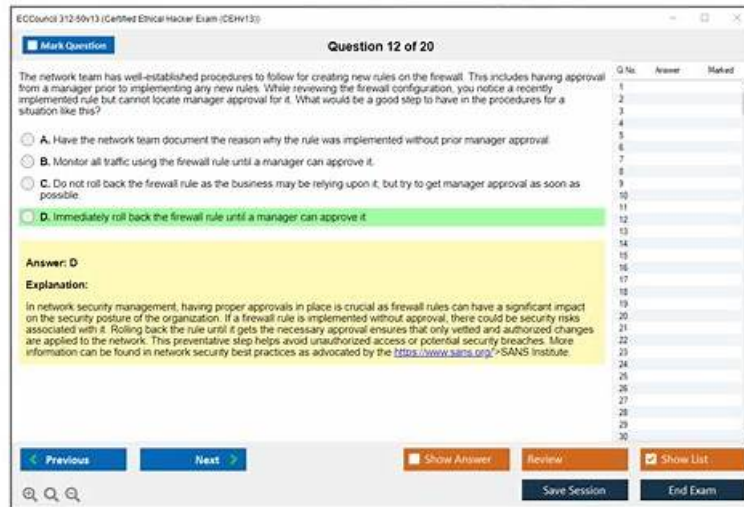 ECCouncil 312-50v13 (Certified Ethical Hacker Exam (CEHv13))
Mark Question
Question 12 of 20
The network team has well-established procedures to follow for creating new rules on the firewall. This includes having approval
from a manager prior to implementing any new rules. While reviewing the firewall configuration, you notice a recently
implemented rule but cannot locate manager approval for it. What would be a good step to have in the procedures for a
situation like this?
A. Have the network team document the reason why the rule was implemented without prior manager approval.
B. Monitor all traffic using the firewall rule until a manager can approve it.
C. Do not roll back the firewall rule as the business may be relying upon it, but try to get manager approval as soon as
possible.
D. Immediately roll back the firewall rule until a manager can approve it
Answer: D
Explanation:
In network security management, having proper approvals in place is crucial as firewall rules can have a significant impact
on the security posture of the organization. If a firewall rule is implemented without approval, there could be security risks
associated with it. Rolling back the rule until it gets the necessary approval ensures that only vetted and authorized changes
are applied to the network. This preventative step helps avoid unauthorized access or potential security breaches. More
information can be found in network security best practices as advocated by the https://www.sans.org/">SANS Institute.
Q No. Answer Marked
1
2
3
4
5
6
7
8
9
10
11
12
13
14
15
16
17
18
19
20
21
22
23
24
25
26
27
28
29
30
Previous
Next
Show Answer
Review
Show List
Save Session
End Exam